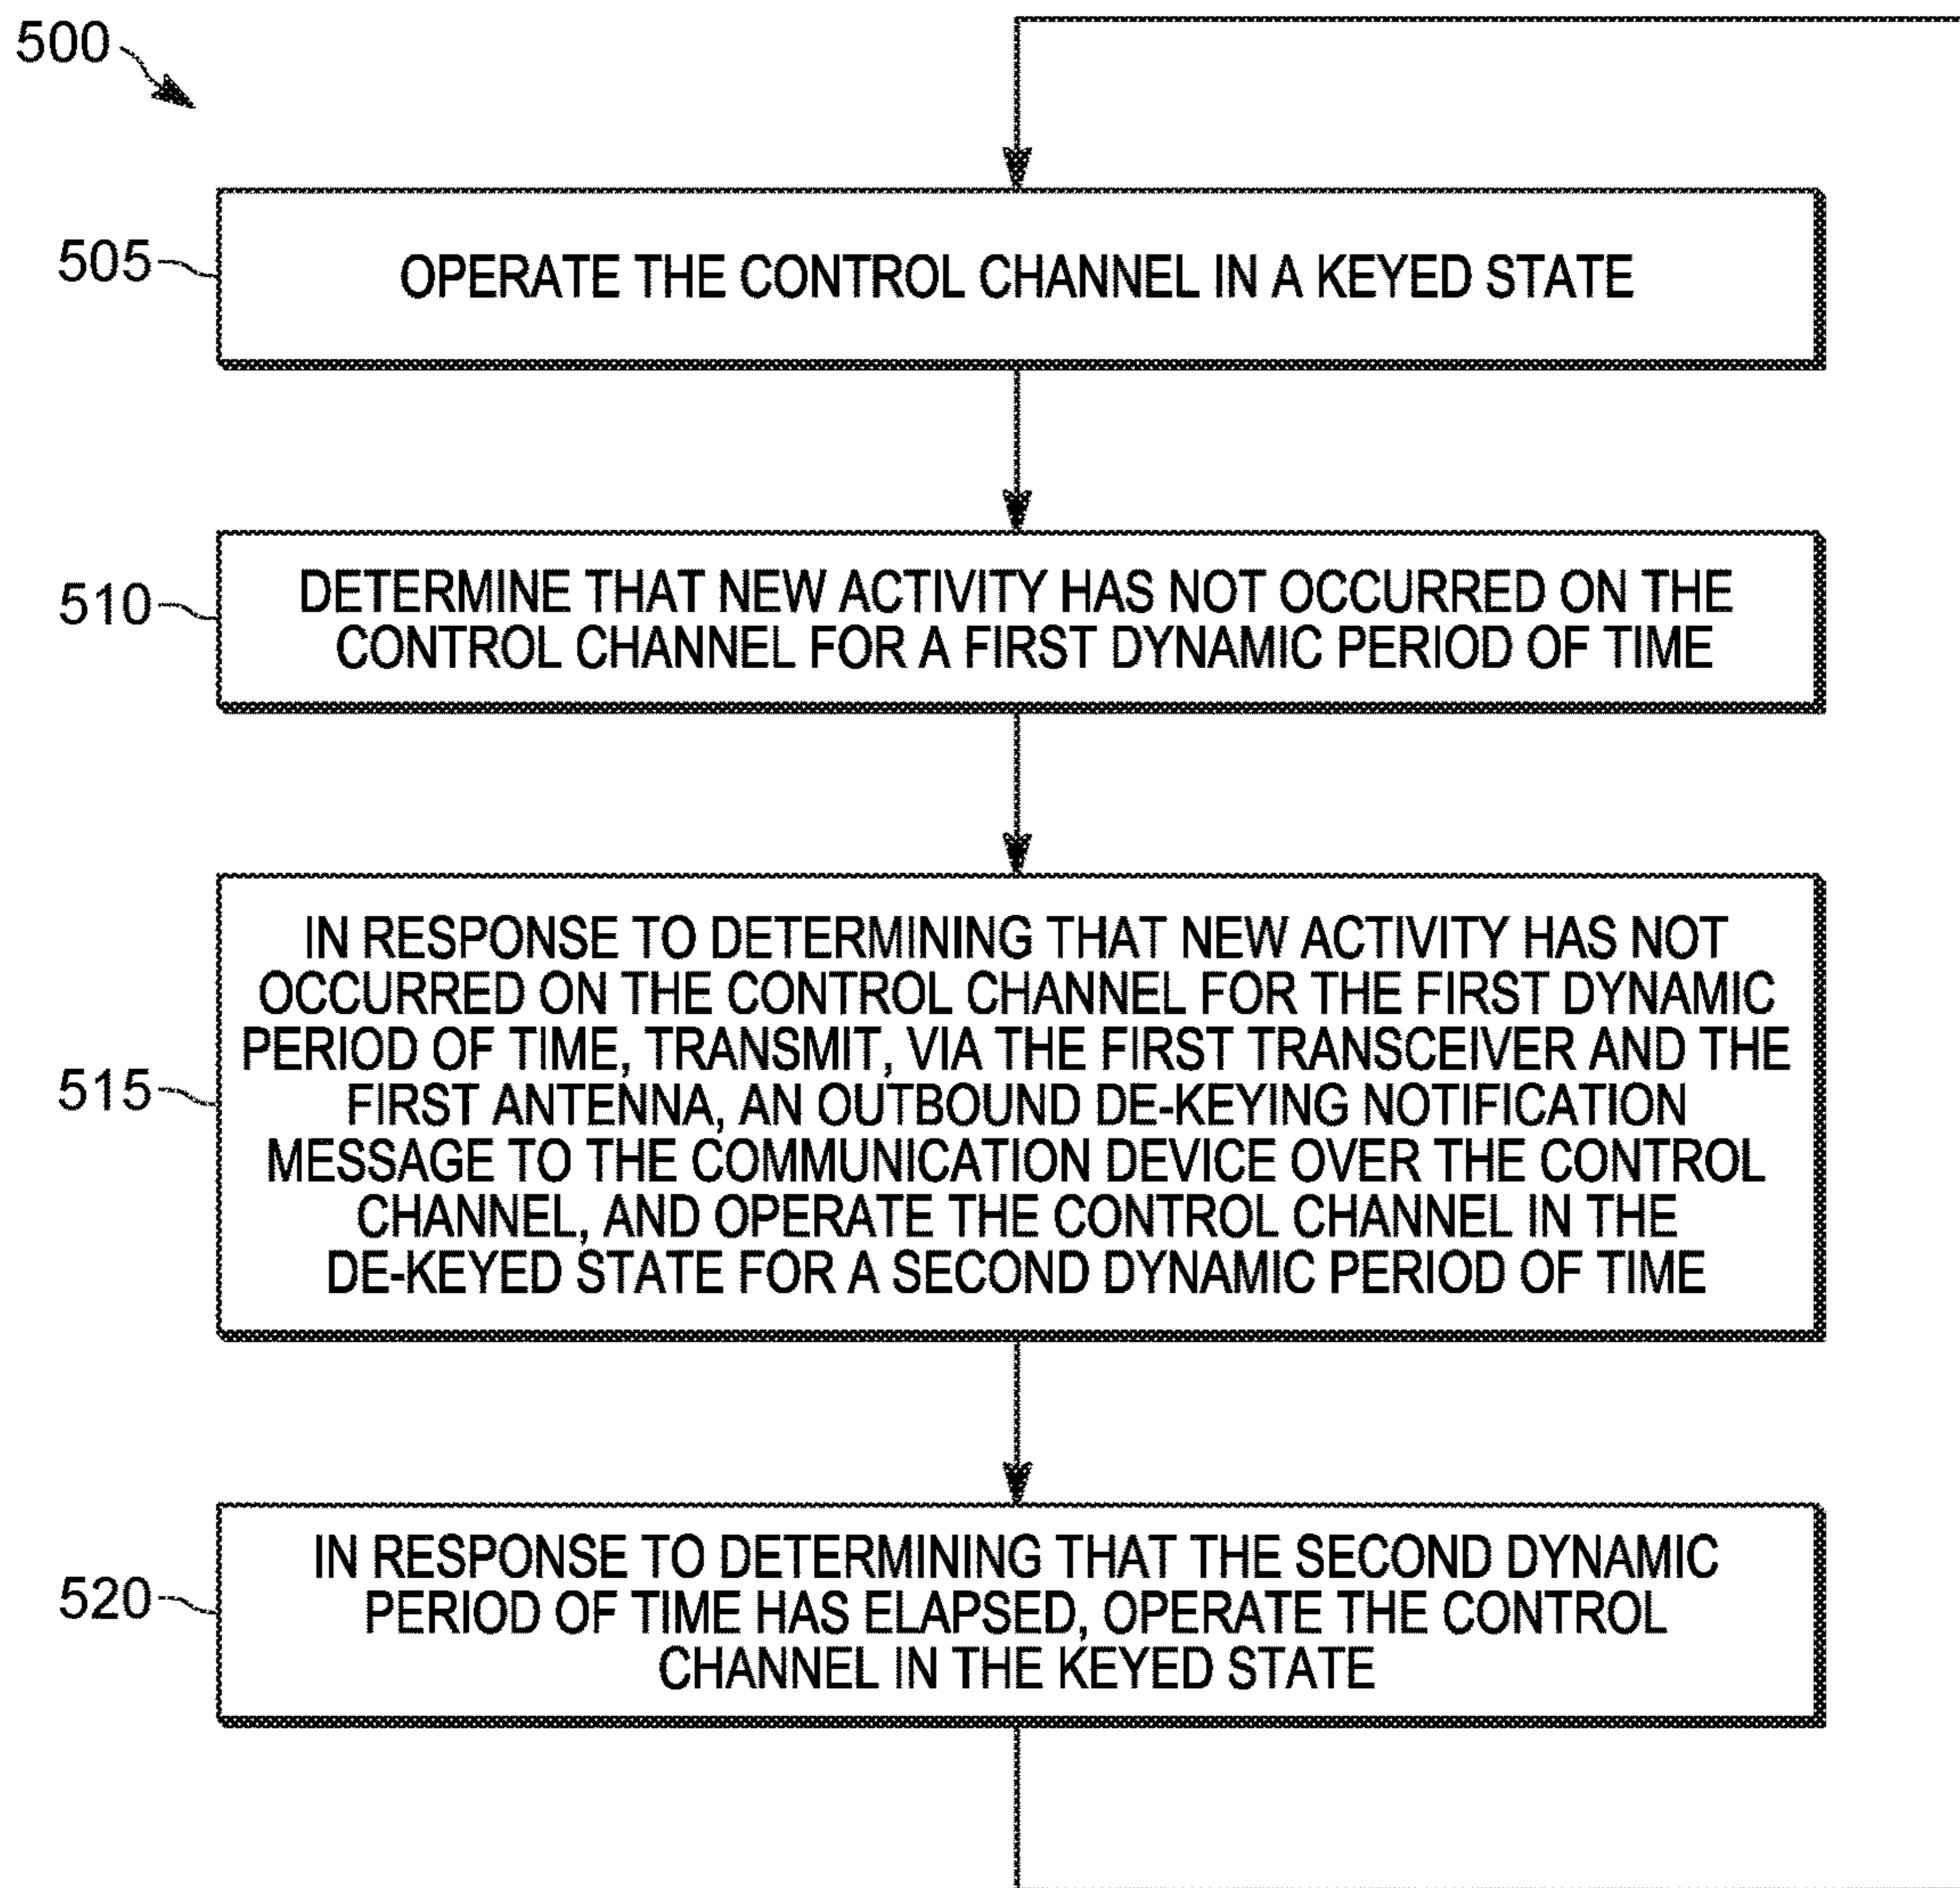 500
505
OPERATE THE CONTROL CHANNEL IN A KEYED STATE
510
DETERMINE THAT NEW ACTIVITY HAS NOT OCCURRED ON THE
CONTROL CHANNEL FOR A FIRST DYNAMIC PERIOD OF TIME
515
IN RESPONSE TO DETERMINING THAT NEW ACTIVITY HAS NOT
OCCURRED ON THE CONTROL CHANNEL FOR THE FIRST DYNAMIC
PERIOD OF TIME, TRANSMIT, VIA THE FIRST TRANSCEIVER AND THE
FIRST ANTENNA, AN OUTBOUND DE-KEYING NOTIFICATION
MESSAGE TO THE COMMUNICATION DEVICE OVER THE CONTROL
CHANNEL, AND OPERATE THE CONTROL CHANNEL IN THE
DE-KEYED STATE FOR A SECOND DYNAMIC PERIOD OF TIME
520
IN RESPONSE TO DETERMINING THAT THE SECOND DYNAMIC
PERIOD OF TIME HAS ELAPSED, OPERATE THE CONTROL
CHANNEL IN THE KEYED STATE